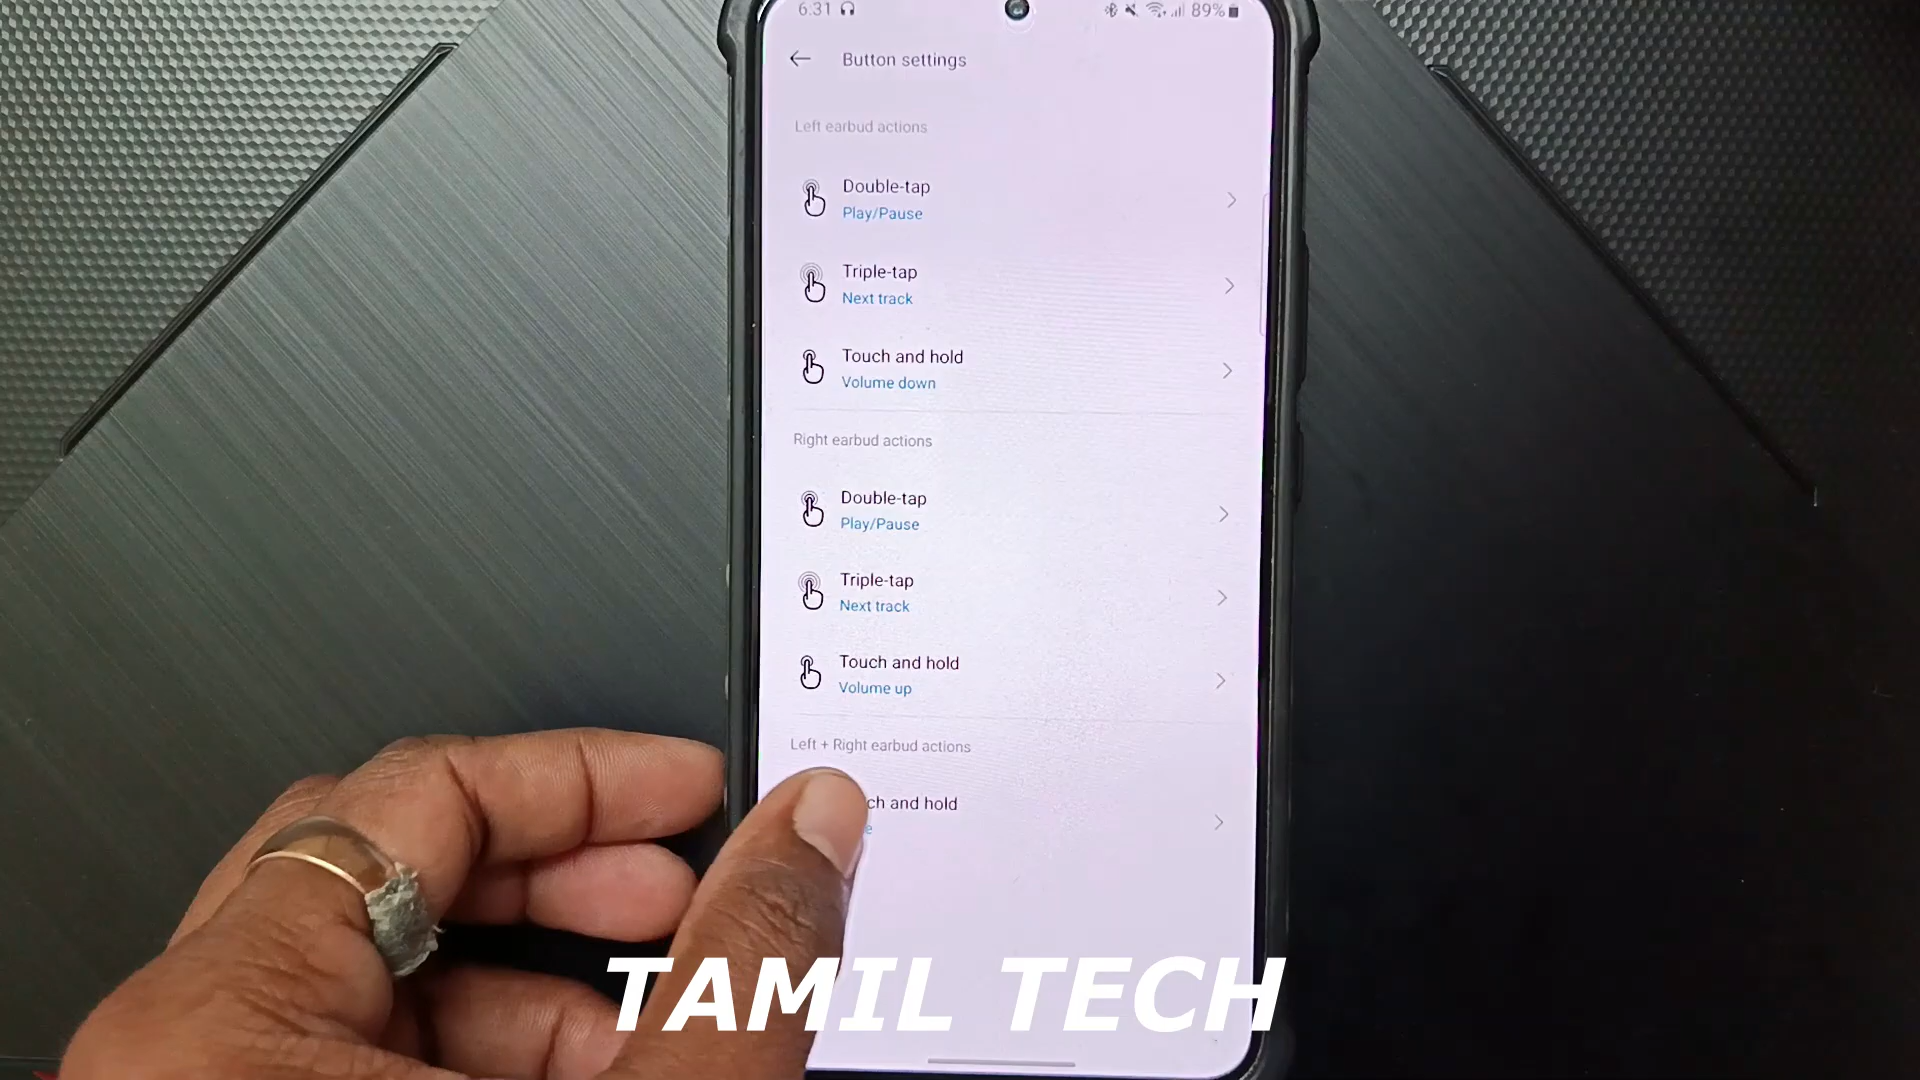 6:31 89%
Button settings
Left earbud actions
Double-tap
Play/Pause
Triple-tap
Next track
Touch and hold
Volume down
Right earbud actions
Double-tap
Play/Pause
Triple-tap
Next track
Touch and hold
Volume up
Left + Right earbud actions
and hold
TAMIL TECH